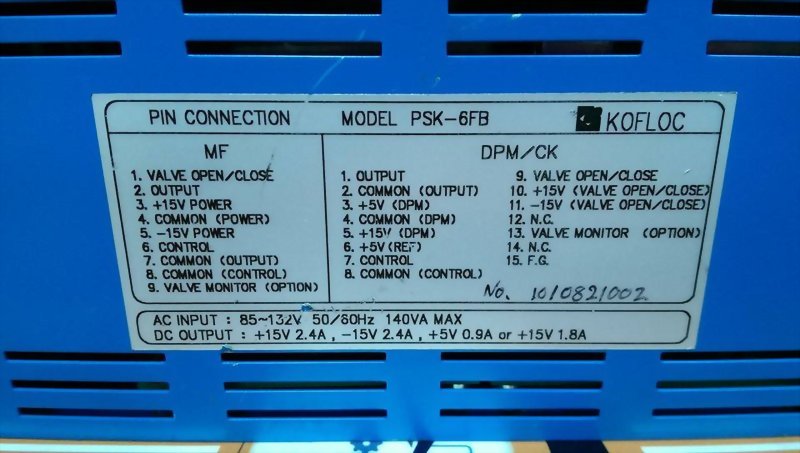 PIN CONNECTION MODEL PSK-6FB KOFLOC
MF
1. VALVE OPEN/CLOSE
2. OUTPUT
3. +15V POWER
4. COMMON (POWER)
5. -15V POWER
6. CONTROL
7. COMMON (OUTPUT)
8. COMMON (CONTROL)
9. VALVE MONITOR (OPTION)
DPM/CK
1. OUTPUT
2. COMMON (OUTPUT)
3. +5V (DPM)
4. COMMON (DPM)
5. +15V (DPM)
6. +5V (REF)
7. CONTROL
8. COMMON (CONTROL)
9. VALVE OPEN/CLOSE
10. +15V (VALVE OPEN/CLOSE)
11. -15V (VALVE OPEN/CLOSE)
12. N.C.
13. VALVE MONITOR (OPTION)
14. N.C.
15. F.G.
No. 1010821002
AC INPUT : 85~132V 50/60Hz 140VA MAX
DC OUTPUT : +15V 2.4A , -15V 2.4A , +5V 0.9A or +15V 1.8A